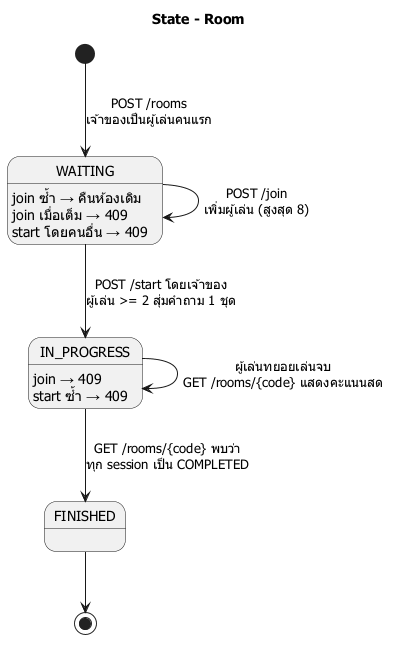 State - Room
POST /rooms
เจ้าของเป็นผู้เล่นคนแรก
WAITING
join ซ้ำ → คืนห้องเดิม
join เมื่อเต็ม → 409
start โดยคนอื่น → 409
POST /join
เพิ่มผู้เล่น (สูงสุด 8)
POST /start โดยเจ้าของ
ผู้เล่น >= 2 สุ่มคำถาม 1 ชุด
IN_PROGRESS
join → 409
start ซ้ำ → 409
ผู้เล่นทยอยเล่นจบ
GET /rooms/{code} แสดงคะแนนสด
GET /rooms/{code} พบว่า
ทุก session เป็น COMPLETED
FINISHED